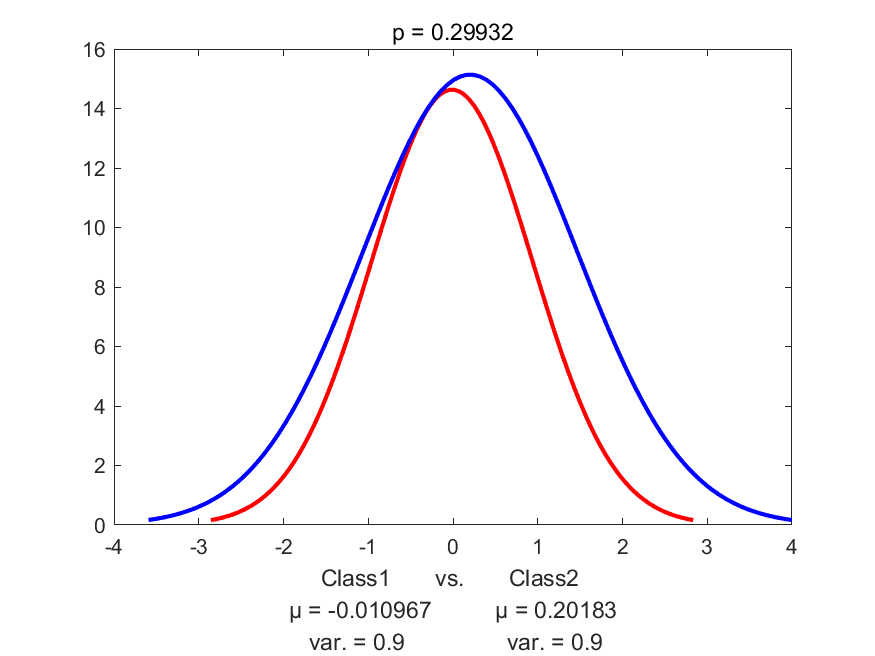 p = 0.29932
16
14
12
10
8
6
4
2
0
-4 -3 -2 -1 0 1 2 3 4
Class1 vs. Class2
μ = -0.010967 μ = 0.20183
var. = 0.9 var. = 0.9